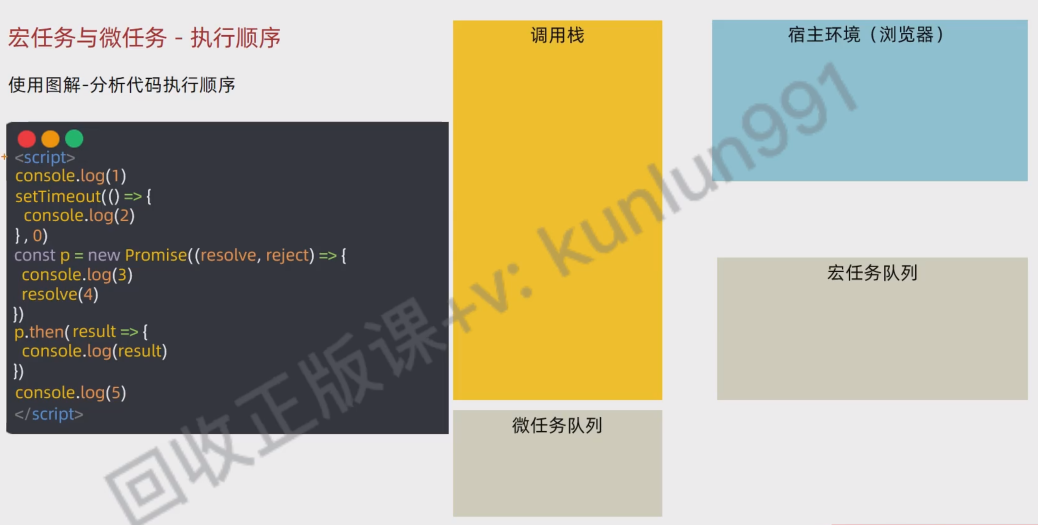 宏任务与微任务 - 执行顺序
使用图解-分析代码执行顺序
<script>
console.log(1)
setTimeout(() => {
  console.log(2)
} , 0)
const p = new Promise((resolve, reject) => {
  console.log(3)
  resolve(4)
})
p.then( result => {
  console.log(result)
})
console.log(5)
</script>
调用栈
微任务队列
宿主环境（浏览器）
宏任务队列
回收正版课+v: kunlun991